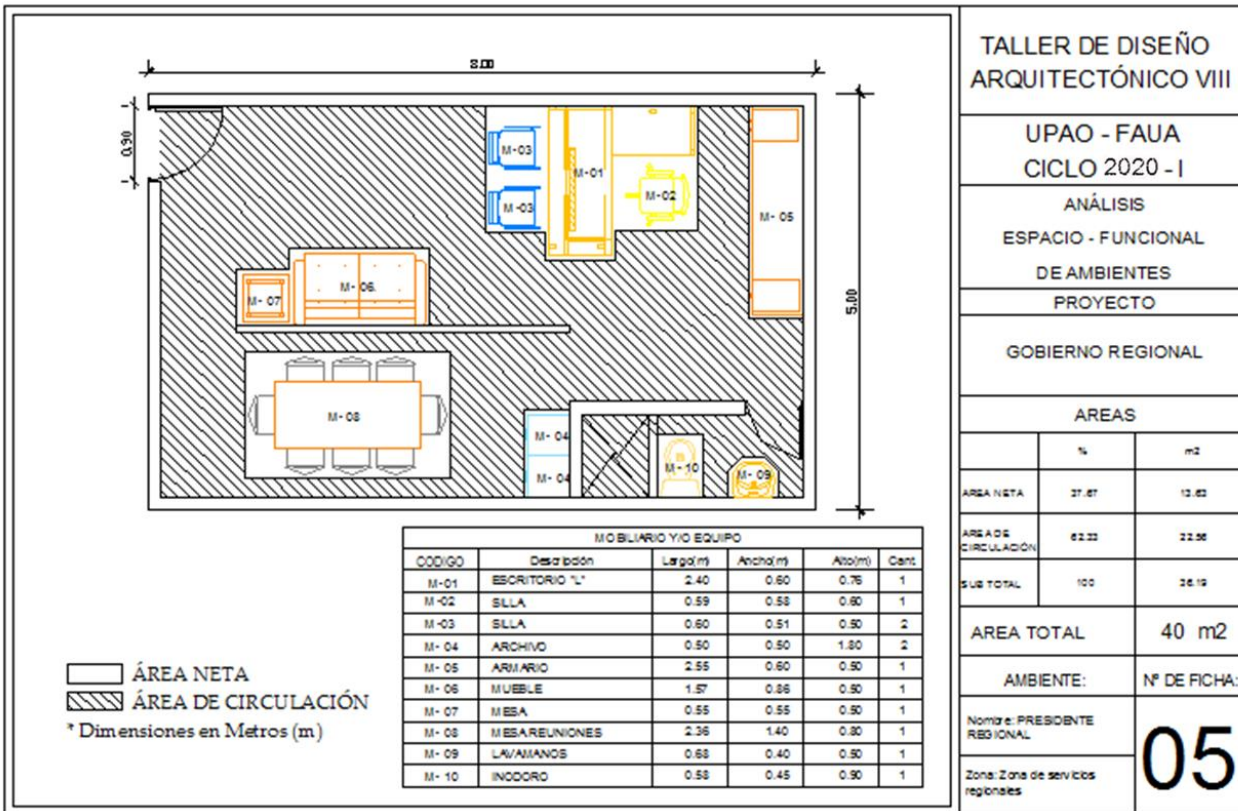 8.00
0.90
5.00
M-03
M-03
M-01
M-02
M- 05
M- 06
M- 07
M- 08
M- 04
M- 04
M- 10
M- 09
MOBILIARIO Y/O EQUIPO
CODIGO Descripción Largo(m) Ancho(m) Alto(m) Cant.
M-01 ESCRITORIO "L" 2.40 0.60 0.76 1
M -02 SILLA 0.59 0.58 0.60 1
M -03 SILLA 0.60 0.51 0.50 2
M- 04 ARCHIVO 0.50 0.50 1.80 2
M- 05 ARMARIO 2.55 0.60 0.50 1
M- 06 MUEBLE 1.57 0.86 0.50 1
M- 07 MESA 0.55 0.55 0.50 1
M- 08 MESA REUNIONES 2.36 1.40 0.80 1
M- 09 LAVAMANOS 0.68 0.40 0.50 1
M- 10 INODORO 0.58 0.45 0.90 1
ÁREA NETA
ÁREA DE CIRCULACIÓN
* Dimensiones en Metros (m)
TALLER DE DISEÑO
ARQUITECTÓNICO VIII
UPAO - FAUA
CICLO 2020 - I
ANÁLISIS
ESPACIO - FUNCIONAL
DE AMBIENTES
PROYECTO
GOBIERNO REGIONAL
AREAS
% m2
AREA NETA 37.67 13.63
AREA DE
CIRCULACIÓN 62.33 22.56
SUB TOTAL 100 36.19
AREA TOTAL 40 m2
AMBIENTE: Nº DE FICHA:
Nombre: PRESIDENTE
REGIONAL
05
Zona: Zona de servicios
regionales